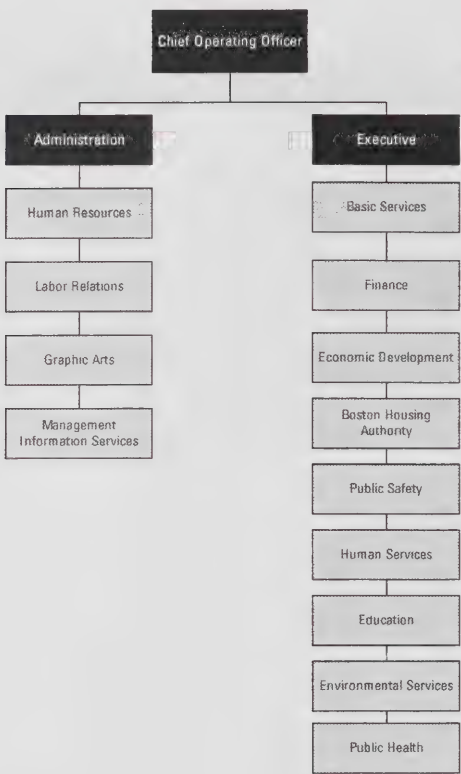 Chief Operating Officer
Administration
Human Resources
Labor Relations
Graphic Arts
Management
Information Services
Executive
Basic Services
Finance
Economic Development
Boston Housing
Authority
Public Safety
Human Services
Education
Environmental Services
Public Health